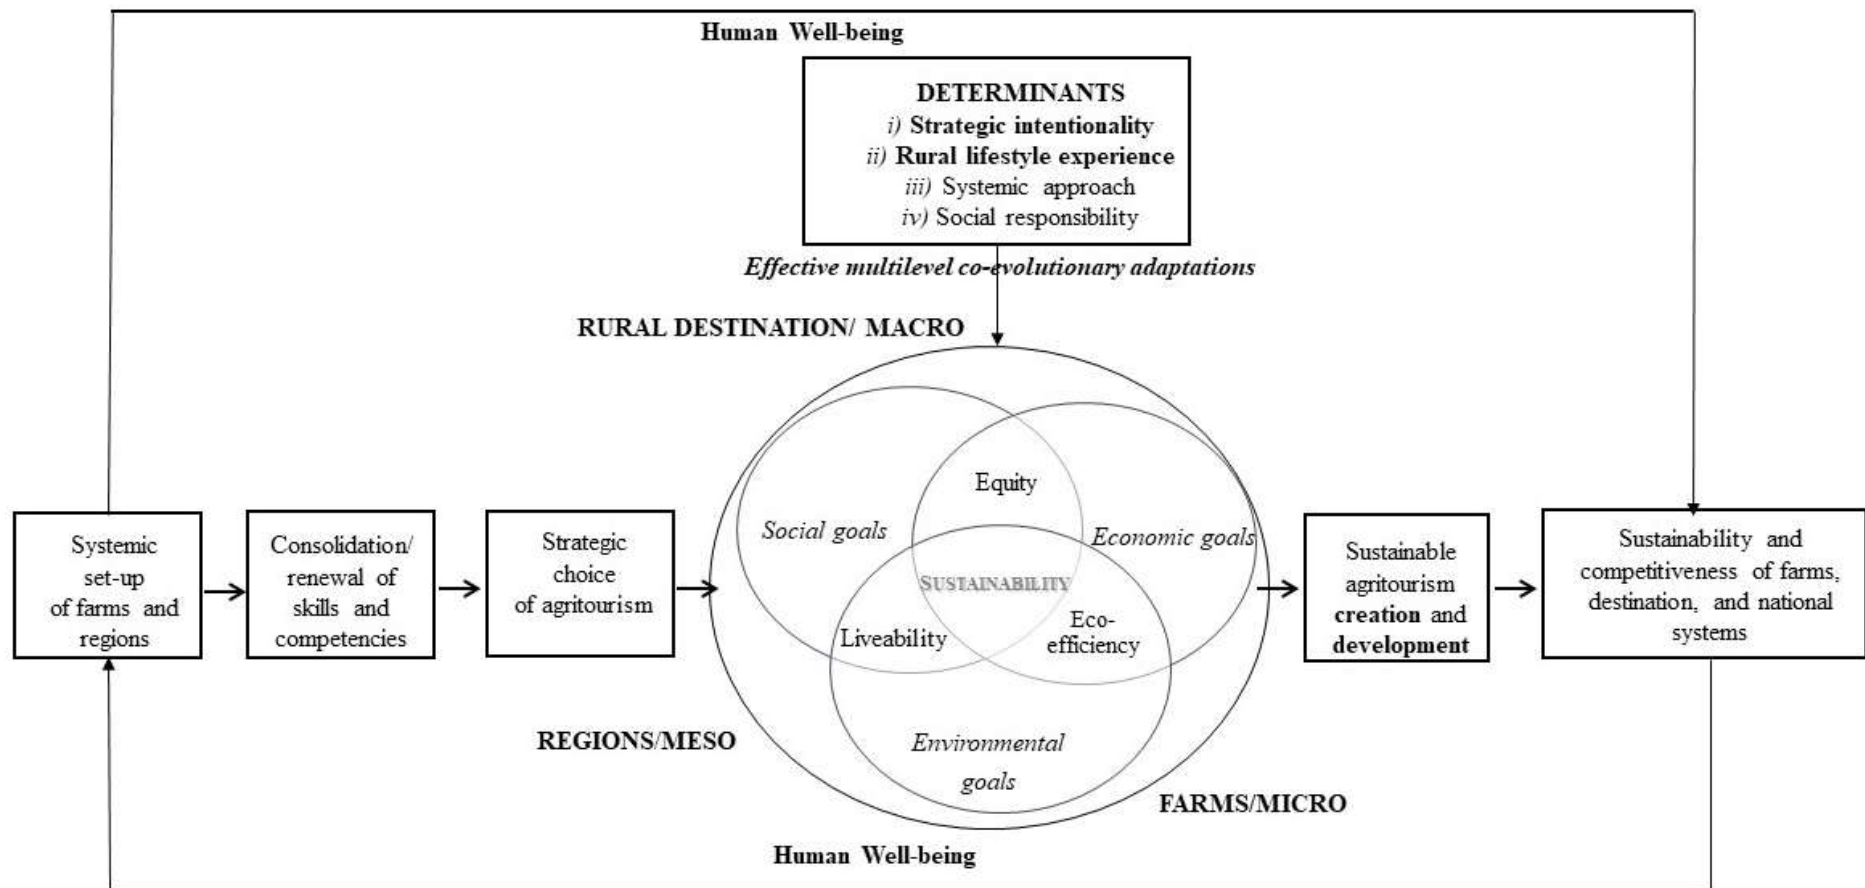 Human Well-being
DETERMINANTS
i) Strategic intentionality
ii) Rural lifestyle experience
iii) Systemic approach
iv) Social responsibility
Effective multilevel co-evolutionary adaptations
RURAL DESTINATION/ MACRO
Systemic
set-up
of farms and
regions
Consolidation/
renewal of
skills and
competencies
Strategic
choice
of agritourism
Equity
Social goals
Economic goals
SUSTAINABILITY
Liveability
Eco-
efficiency
Environmental
goals
REGIONS/MESO
FARMS/MICRO
Sustainable
agritourism
creation and
development
Sustainability and
competitiveness of farms,
destination, and national
systems
Human Well-being